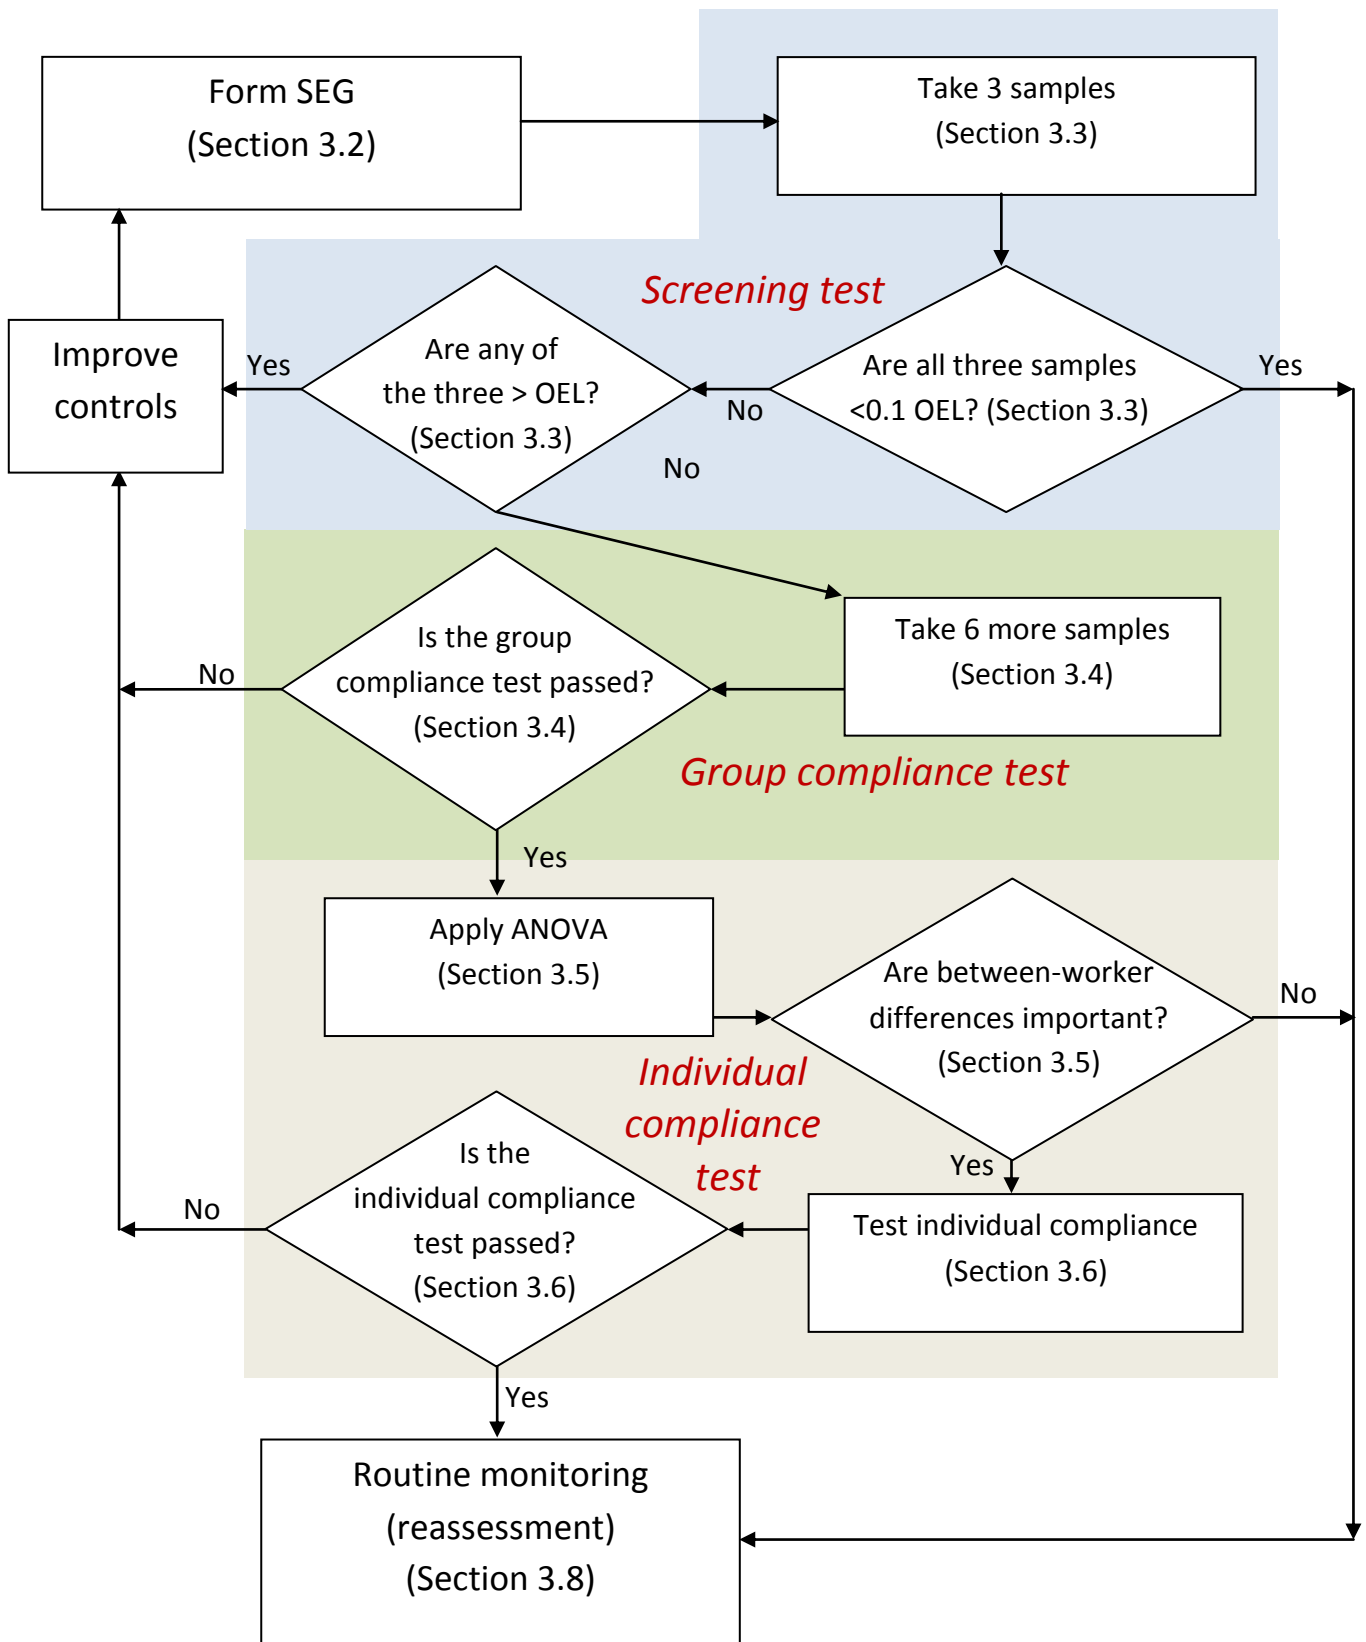 Form SEG
(Section 3.2)
Take 3 samples
(Section 3.3)
Screening test
Are all three samples
<0.1 OEL? (Section 3.3)
Yes
No
Are any of
the three > OEL?
(Section 3.3)
Yes
No
Improve
controls
Take 6 more samples
(Section 3.4)
Is the group
compliance test passed?
(Section 3.4)
No
Group compliance test
Yes
Apply ANOVA
(Section 3.5)
Are between-worker
differences important?
(Section 3.5)
No
Individual
compliance
test
Yes
Test individual compliance
(Section 3.6)
Is the
individual compliance
test passed?
(Section 3.6)
No
Yes
Routine monitoring
(reassessment)
(Section 3.8)